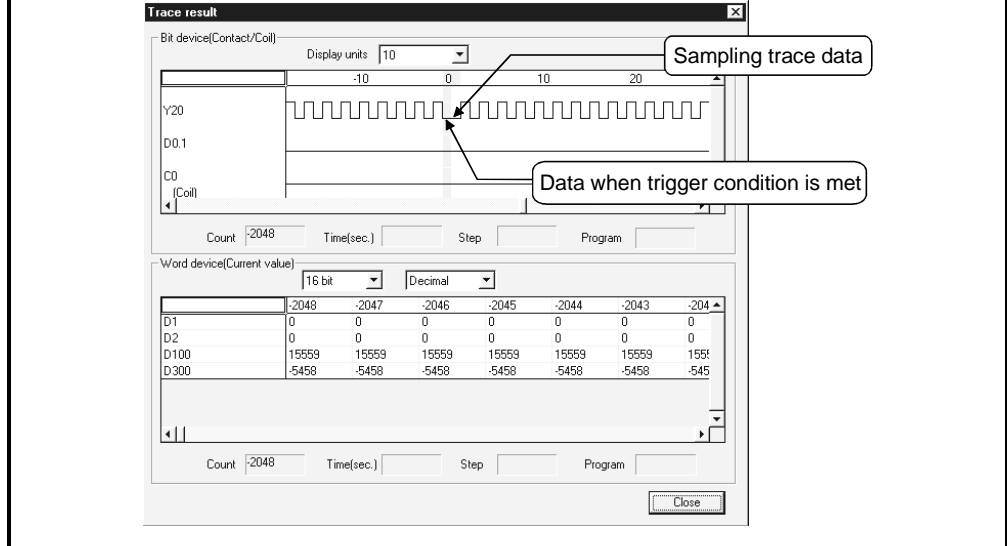 Trace result
Bit device(Contact/Coil)
Display units 10
Sampling trace data
-10 0 10 20
Y20
D0.1
Data when trigger condition is met
C0
(Coil)
Count -2048 Time(sec.) Step Program
Word device(Current value)
16 bit Decimal
-2048 -2047 -2046 -2045 -2044 -2043 -204
D1 0 0 0 0 0 0 0
D2 0 0 0 0 0 0 0
D100 15559 15559 15559 15559 15559 15559 155
D300 -5458 -5458 -5458 -5458 -5458 -5458 -545
Count -2048 Time(sec.) Step Program
Close